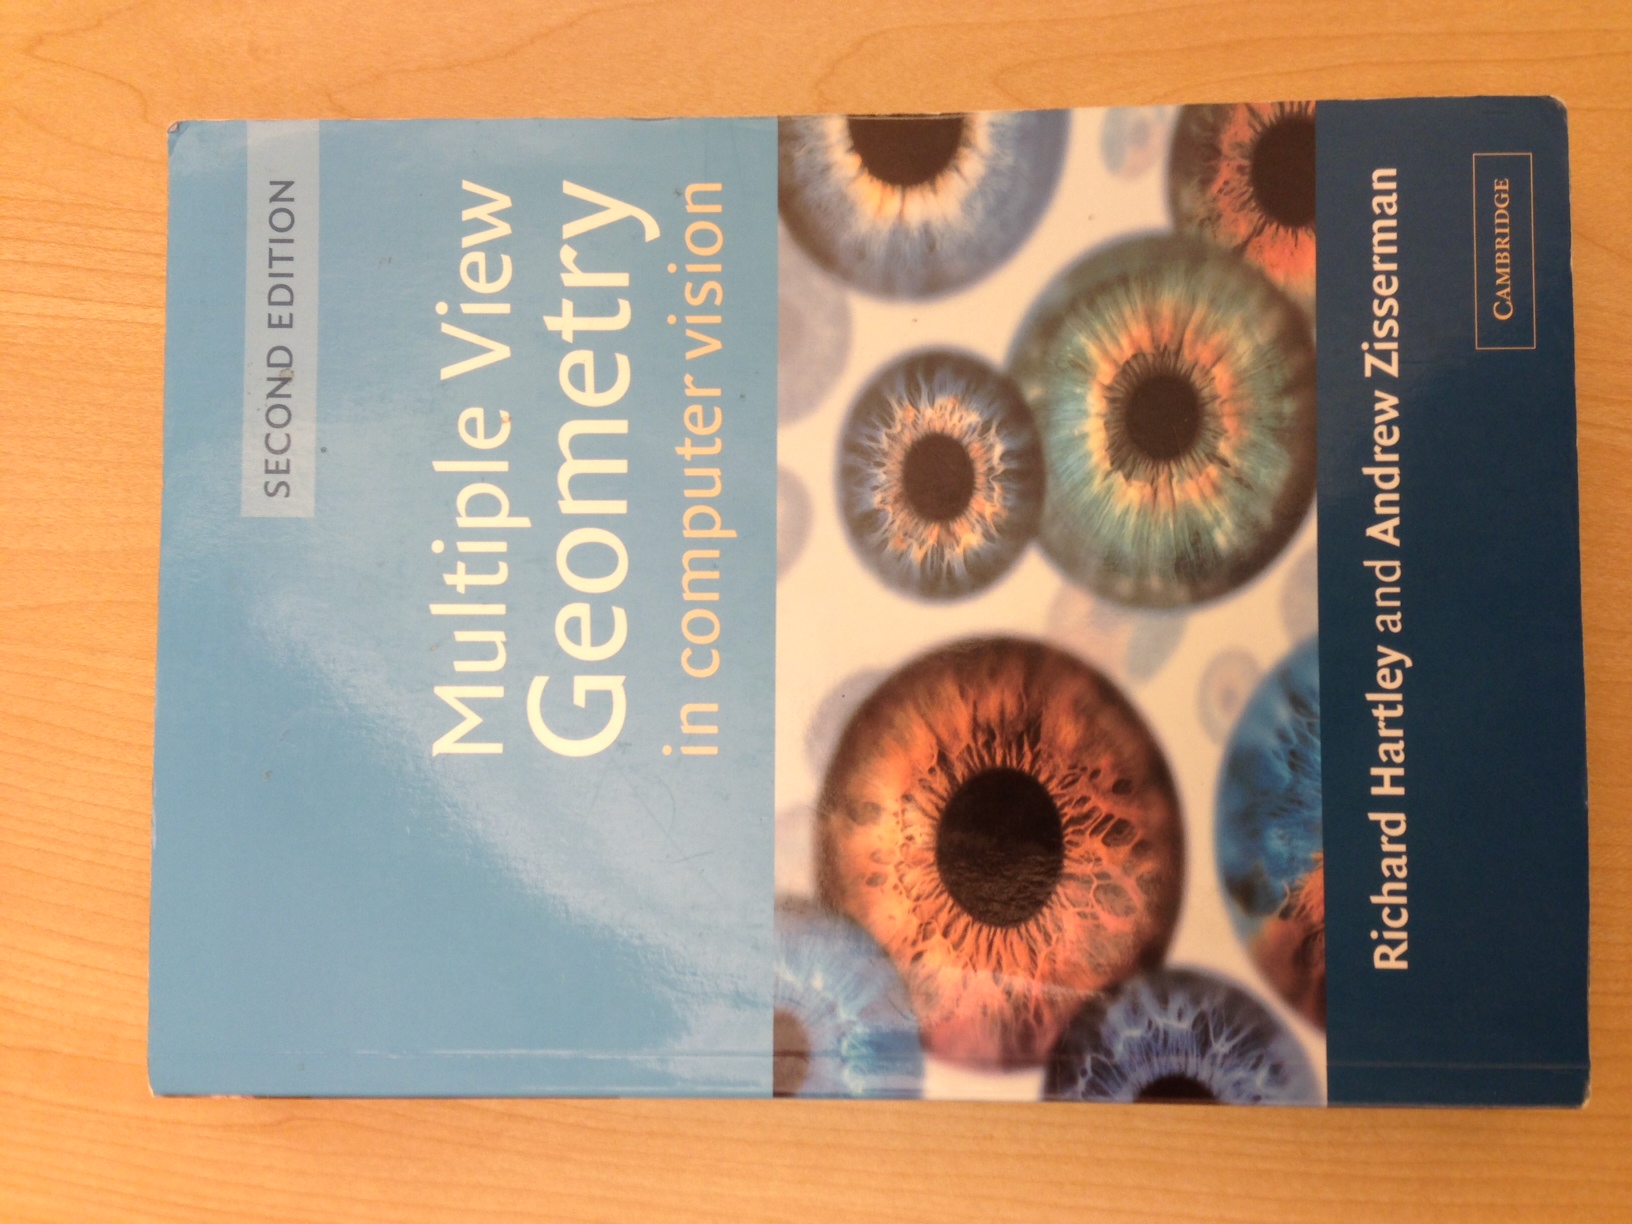 SECOND EDITION
Multiple View
Geometry
in computer vision
Richard Hartley and Andrew Zisserman
CAMBRIDGE